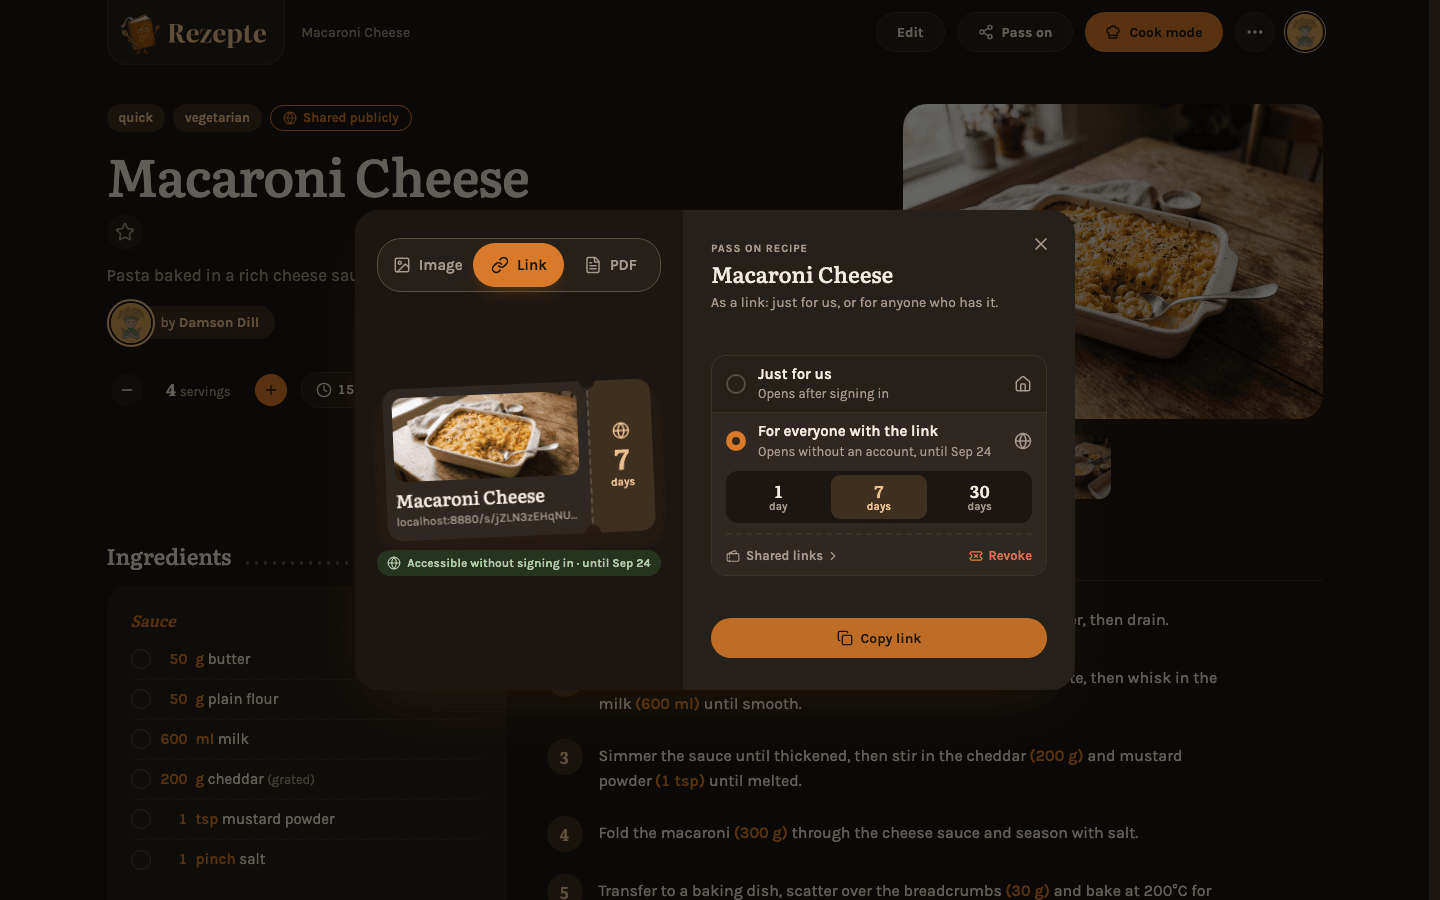 Rezepte
Macaroni Cheese
Edit
Pass on
Cook mode
quick
vegetarian
Shared publicly
Macaroni Cheese
Pasta baked in a rich cheese
by Damson Dill
4 servings
15
Ingredients
Sauce
50 g butter
50 g plain flour
600 ml milk
200 g cheddar (grated)
1 tsp mustard powder
1 pinch salt
Image
Link
PDF
7
days
Macaroni Cheese
localhost:8880/s/jZLN3zEHqNU...
Accessible without signing in · until Sep 24
PASS ON RECIPE
Macaroni Cheese
As a link: just for us, or for anyone who has it.
Just for us
Opens after signing in
For everyone with the link
Opens without an account, until Sep 24
1
day
7
days
30
days
Shared links
Revoke
Copy link
then drain.
then whisk in the
milk (600 ml) until smooth.
3
Simmer the sauce until thickened, then stir in the cheddar (200 g) and mustard
powder (1 tsp) until melted.
4
Fold the macaroni (300 g) through the cheese sauce and season with salt.
5
Transfer to a baking dish, scatter over the breadcrumbs (30 g) and bake at 200°C for